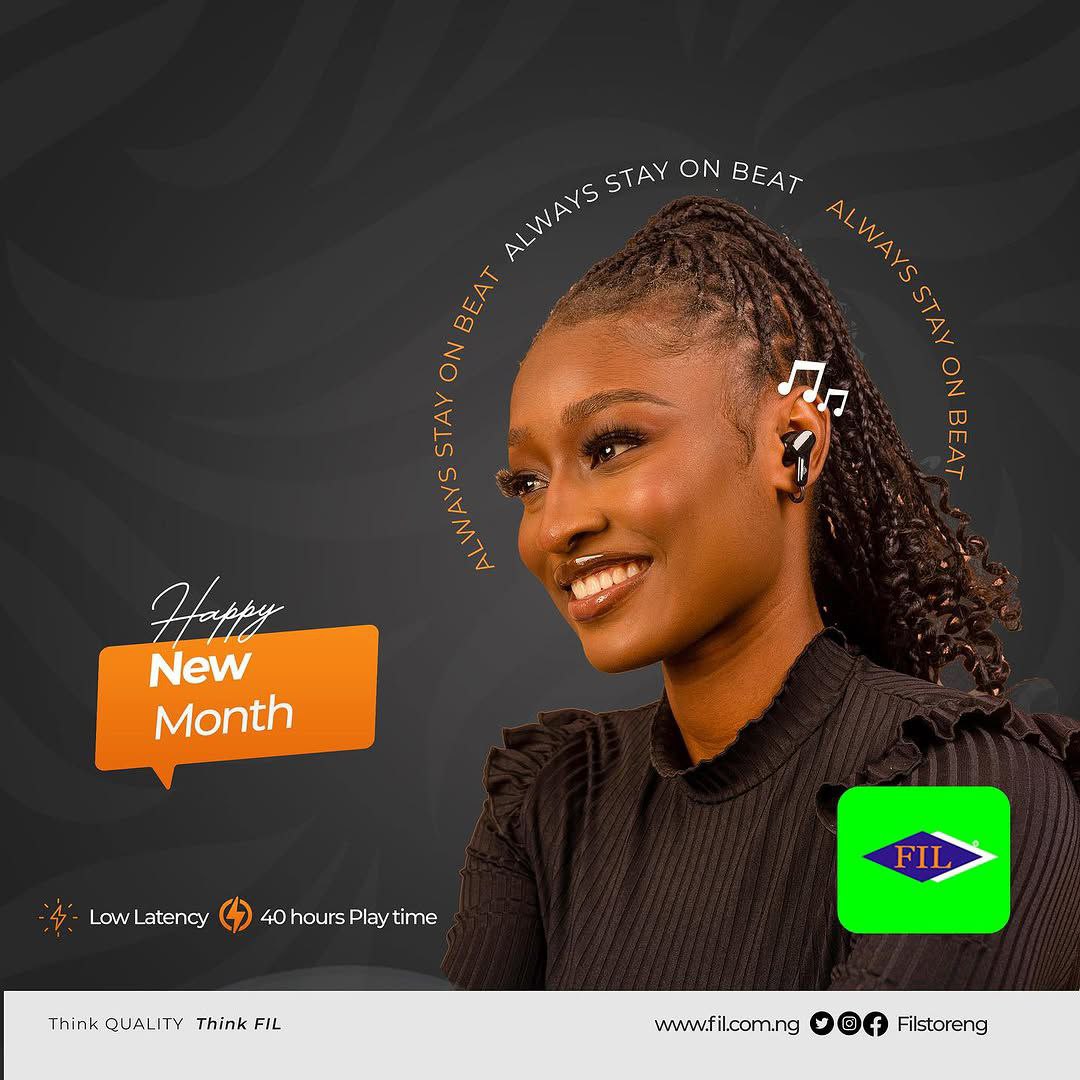 ALWAYS STAY ON BEAT
ALWAYS STAY ON BEAT
ALWAYS STAY ON BEAT
Happy
New
Month
FIL
Low Latency
40 hours Play time
Think QUALITY Think FIL
www.fil.com.ng
Filstoreng